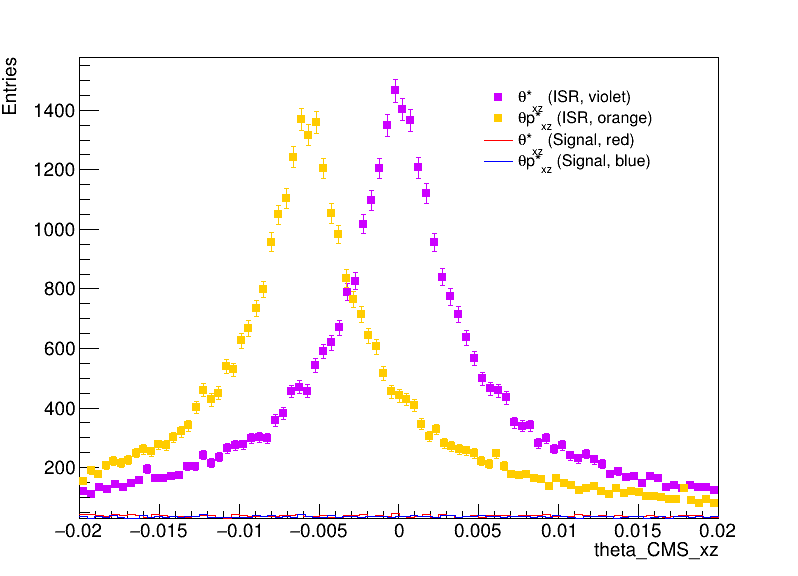 Entries
1400
1200
1000
800
600
400
200
θ*xz (ISR, violet)
θp*xz (ISR, orange)
θ*xz (Signal, red)
θp*xz (Signal, blue)
−0.02 −0.015 −0.01 −0.005 0 0.005 0.01 0.015 0.02
theta_CMS_xz